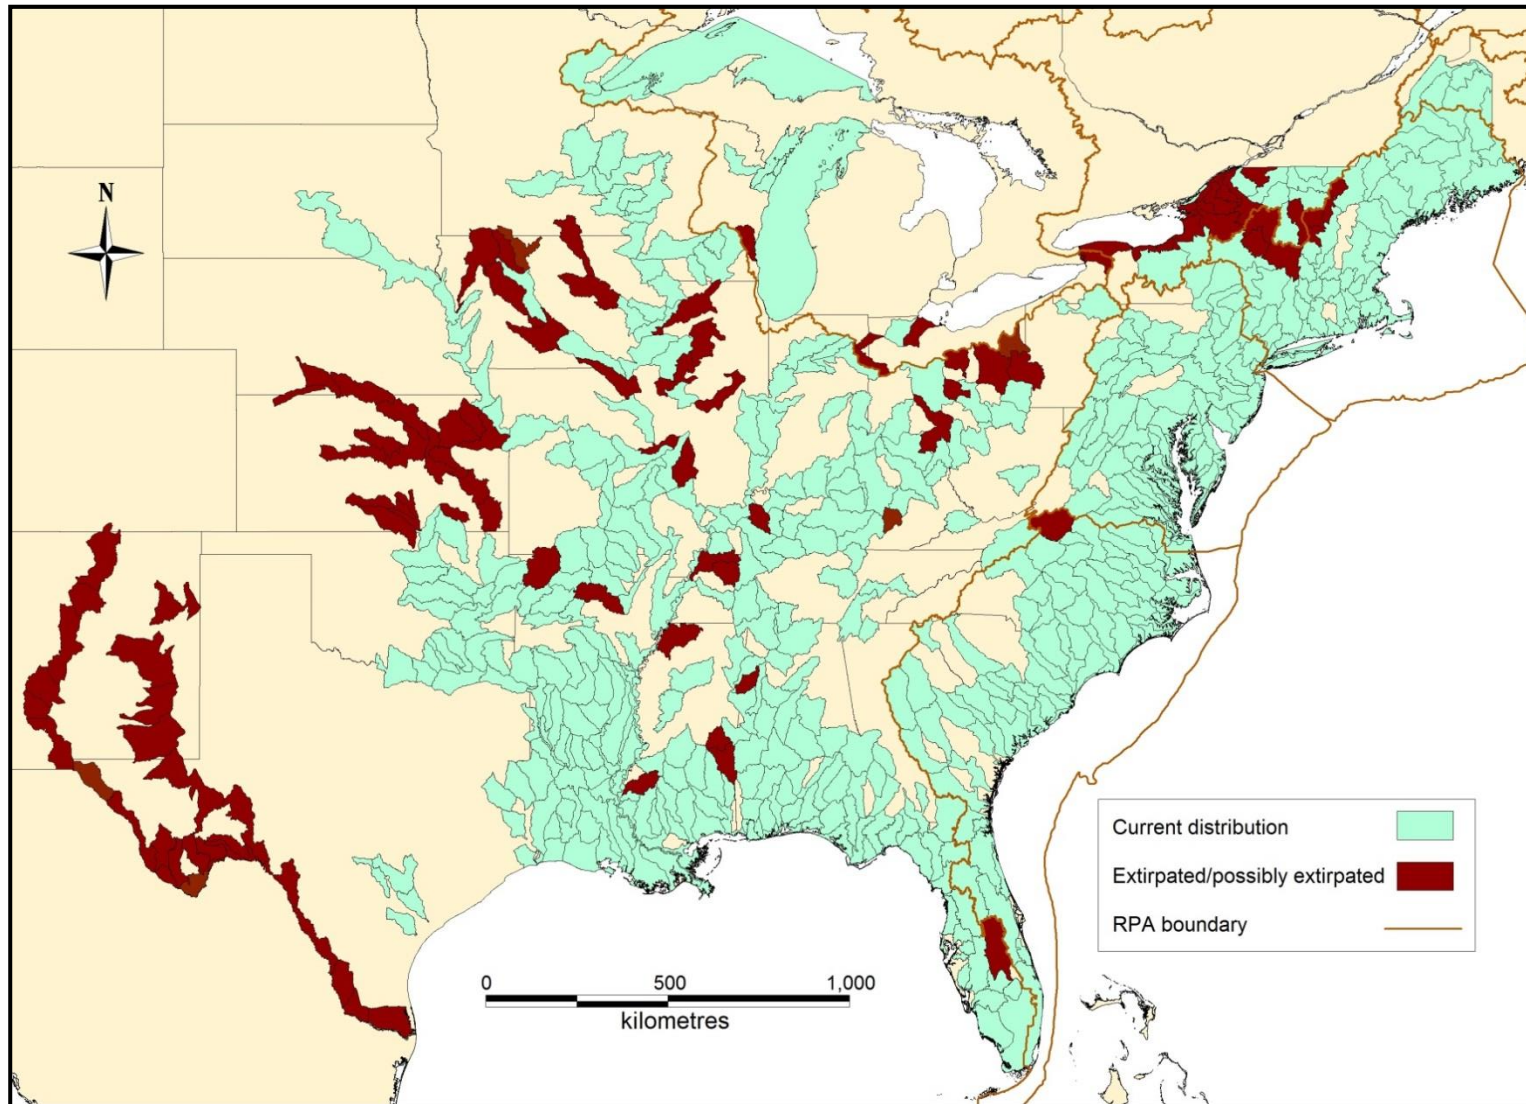 N
Current distribution
Extirpated/possibly extirpated
RPA boundary
0 500 1,000
kilometres